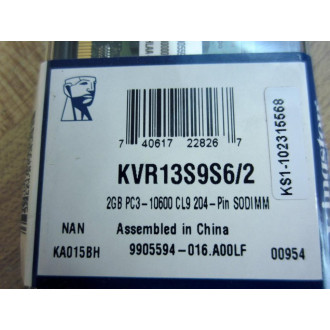 7 40617 22826 7
KVR13S9S6/2
2GB PC3-10600 CL9 204-Pin SODIMM
NAN Assembled in China
KA015BH 9905594-016.A00LF 00954
KS1-102315568